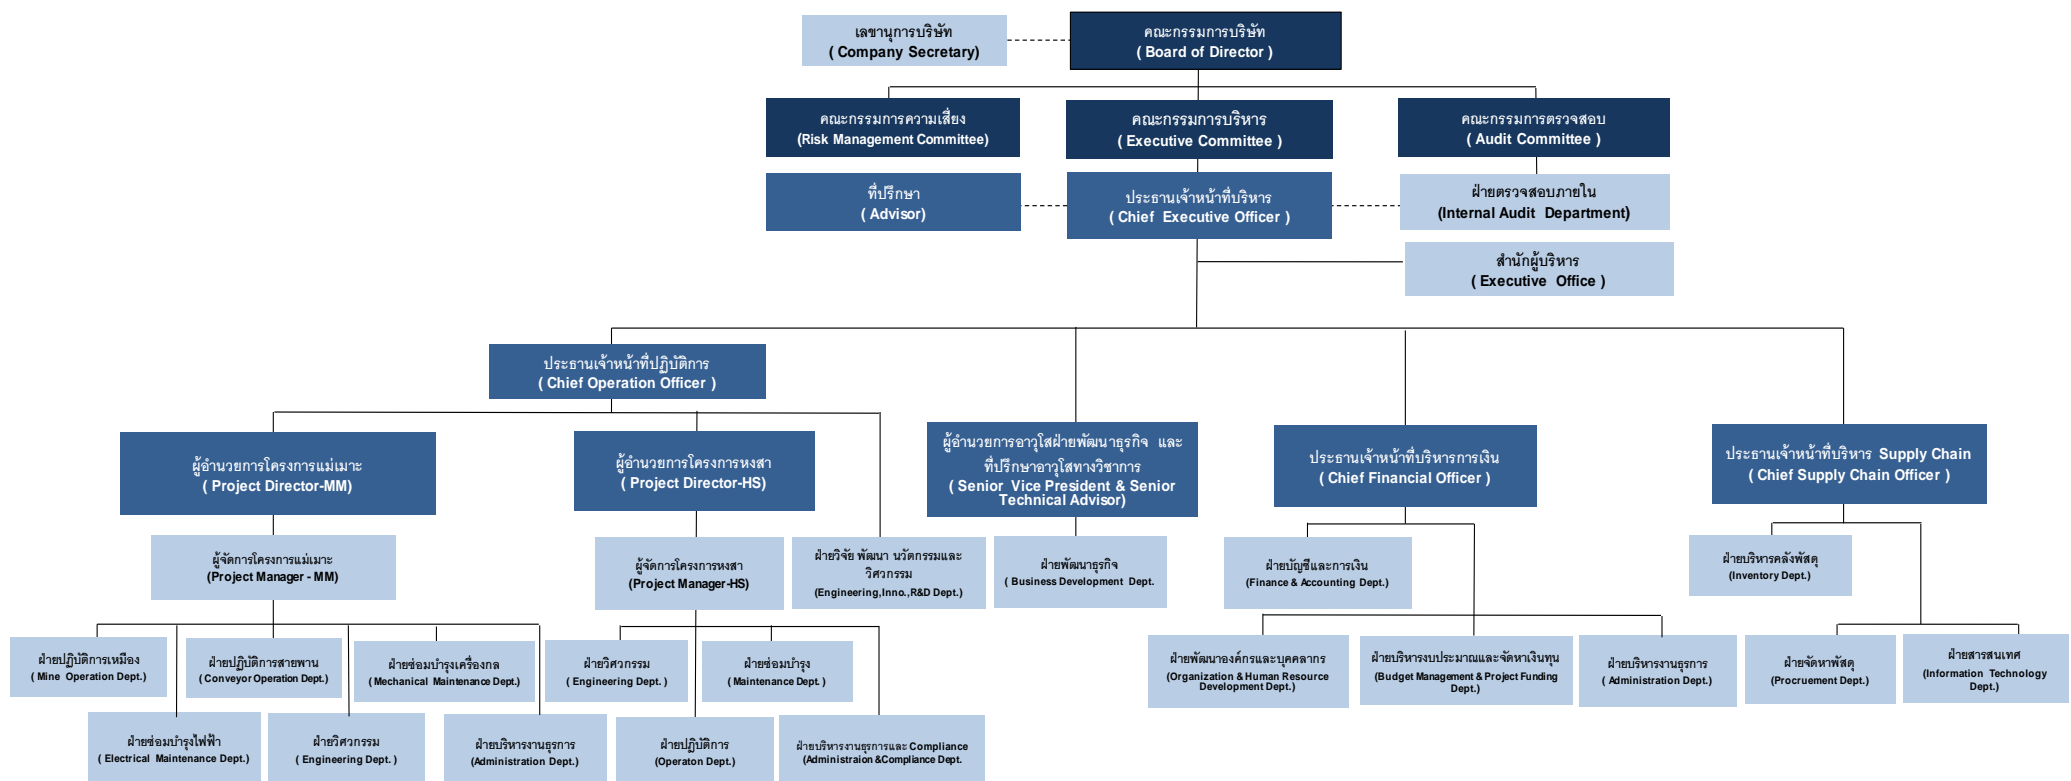 เลขานุการบริษัท
( Company Secretary)
คณะกรรมการบริษัท
( Board of Director )
คณะกรรมการความเสี่ยง
(Risk Management Committee)
คณะกรรมการบริหาร
( Executive Committee )
คณะกรรมการตรวจสอบ
( Audit Committee )
ที่ปรึกษา
( Advisor)
ประธานเจ้าหน้าที่บริหาร
( Chief Executive Officer )
ฝ่ายตรวจสอบภายใน
(Internal Audit Department)
สำนักผู้บริหาร
( Executive Office )
ประธานเจ้าหน้าที่ปฏิบัติการ
( Chief Operation Officer )
ผู้อำนวยการโครงการแม่เมาะ
( Project Director-MM)
ผู้อำนวยการโครงการหงสา
( Project Director-HS)
ผู้อำนวยการอาวุโสฝ่ายพัฒนาธุรกิจ และ
ที่ปรึกษาอาวุโสทางวิชาการ
( Senior Vice President & Senior
Technical Advisor)
ประธานเจ้าหน้าที่บริหารการเงิน
( Chief Financial Officer )
ประธานเจ้าหน้าที่บริหาร Supply Chain
( Chief Supply Chain Officer )
ผู้จัดการโครงการแม่เมาะ
(Project Manager - MM)
ผู้จัดการโครงการหงสา
(Project Manager-HS)
ฝ่ายวิจัย พัฒนา นวัตกรรมและ
วิศวกรรม
(Engineering,Inno.,R&D Dept.)
ฝ่ายพัฒนาธุรกิจ
( Business Development Dept.
ฝ่ายบัญชีและการเงิน
(Finance & Accounting Dept.)
ฝ่ายบริหารคลังพัสดุ
(Inventory Dept.)
ฝ่ายปฏิบัติการเหมือง
( Mine Operation Dept.)
ฝ่ายปฏิบัติการสายพาน
( Conveyor Operation Dept.)
ฝ่ายซ่อมบำรุงเครื่องกล
( Mechanical Maintenance Dept.)
ฝ่ายวิศวกรรม
( Engineering Dept. )
ฝ่ายซ่อมบำรุง
( Maintenance Dept. )
ฝ่ายพัฒนาองค์กรและบุคคลากร
(Organization & Human Resource
Development Dept.)
ฝ่ายบริหารงบประมาณและจัดหาเงินทุน
(Budget Management & Project Funding
Dept.)
ฝ่ายบริหารงานธุรการ
( Administration Dept.)
ฝ่ายจัดหาพัสดุ
(Procruement Dept.)
ฝ่ายสารสนเทศ
(Information Technology
Dept.)
ฝ่ายซ่อมบำรุงไฟฟ้า
( Electrical Maintenance Dept.)
ฝ่ายวิศวกรรม
( Engineering Dept. )
ฝ่ายบริหารงานธุรการ
(Administration Dept.)
ฝ่ายปฏิบัติการ
(Operaton Dept.)
ฝ่ายบริหารงานธุรการและ Compliance
(Administraion &Compliance Dept.